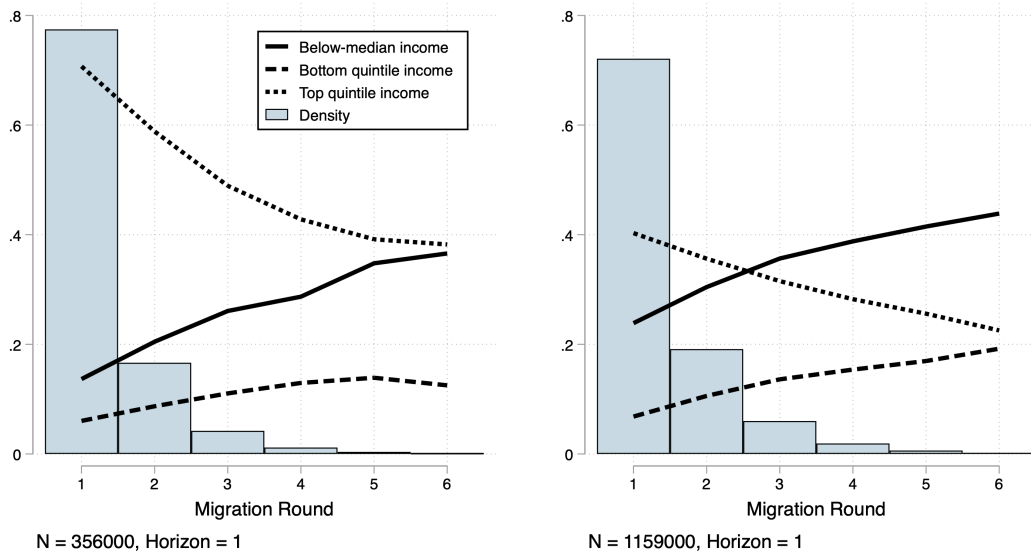 .8
.6
.4
.2
0
Below-median income
Bottom quintile income
Top quintile income
Density
1 2 3 4 5 6
Migration Round
N = 356000, Horizon = 1
.8
.6
.4
.2
0
1 2 3 4 5 6
Migration Round
N = 1159000, Horizon = 1